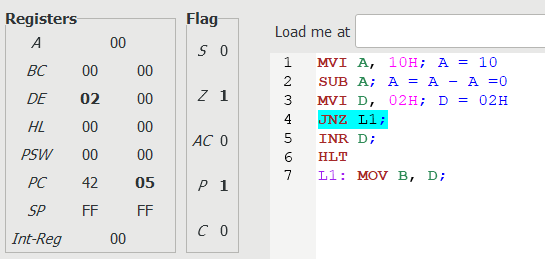 Registers
A 00
BC 00 00
DE 02 00
HL 00 00
PSW 00 00
PC 42 05
SP FF FF
Int-Reg 00
Flag
S 0
Z 1
AC 0
P 1
C 0
Load me at
1 MVI A, 10H; A = 10
2 SUB A; A = A - A =0
3 MVI D, 02H; D = 02H
4 JNZ L1;
5 INR D;
6 HLT
7 L1: MOV B, D;